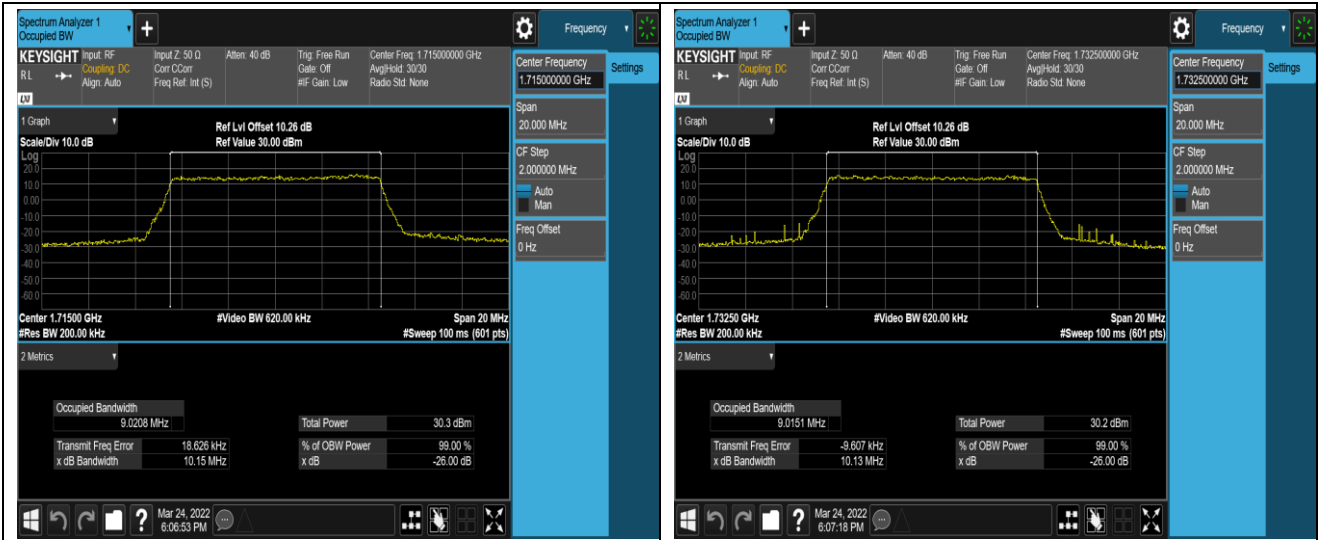 Spectrum Analyzer 1
Occupied BW
+
Frequency
KEYSIGHT Input: RF
Coupling: DC
Align: Auto
Input Z: 50 Ω
Corr CCorr
Freq Ref: Int (S)
Atten: 40 dB
Trig: Free Run
Gate: Off
#IF Gain: Low
Center Freq: 1.715000000 GHz
Avg|Hold: 30/30
Radio Std: None
RL
LXI
Center Frequency
1.715000000 GHz
Settings
Span
20.000 MHz
CF Step
2.000000 MHz
Auto
Man
Freq Offset
0 Hz
1 Graph
Scale/Div 10.0 dB
Ref Lvl Offset 10.26 dB
Ref Value 30.00 dBm
Log
20.0
10.0
0.00
-10.0
-20.0
-30.0
-40.0
-50.0
-60.0
Center 1.71500 GHz
#Video BW 620.00 kHz
Span 20 MHz
#Res BW 200.00 kHz
#Sweep 100 ms (601 pts)
2 Metrics
Occupied Bandwidth
9.0208 MHz
Total Power 30.3 dBm
Transmit Freq Error 18.626 kHz
% of OBW Power 99.00 %
x dB Bandwidth 10.15 MHz
x dB -26.00 dB
?
Mar 24, 2022
6:06:53 PM
Spectrum Analyzer 1
Occupied BW
+
Frequency
KEYSIGHT Input: RF
Coupling: DC
Align: Auto
Input Z: 50 Ω
Corr CCorr
Freq Ref: Int (S)
Atten: 40 dB
Trig: Free Run
Gate: Off
#IF Gain: Low
Center Freq: 1.732500000 GHz
Avg|Hold: 30/30
Radio Std: None
RL
LXI
Center Frequency
1.732500000 GHz
Settings
Span
20.000 MHz
CF Step
2.000000 MHz
Auto
Man
Freq Offset
0 Hz
1 Graph
Scale/Div 10.0 dB
Ref Lvl Offset 10.26 dB
Ref Value 30.00 dBm
Log
20.0
10.0
0.00
-10.0
-20.0
-30.0
-40.0
-50.0
-60.0
Center 1.73250 GHz
#Video BW 620.00 kHz
Span 20 MHz
#Res BW 200.00 kHz
#Sweep 100 ms (601 pts)
2 Metrics
Occupied Bandwidth
9.0151 MHz
Total Power 30.2 dBm
Transmit Freq Error -9.607 kHz
% of OBW Power 99.00 %
x dB Bandwidth 10.13 MHz
x dB -26.00 dB
?
Mar 24, 2022
6:07:18 PM